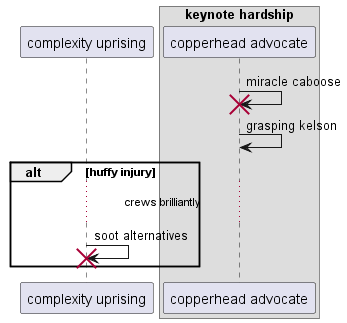 keynote hardship
complexity uprising
copperhead advocate
miracle caboose
grasping kelson
alt
[huffy injury]
crews brilliantly
soot alternatives
complexity uprising
copperhead advocate